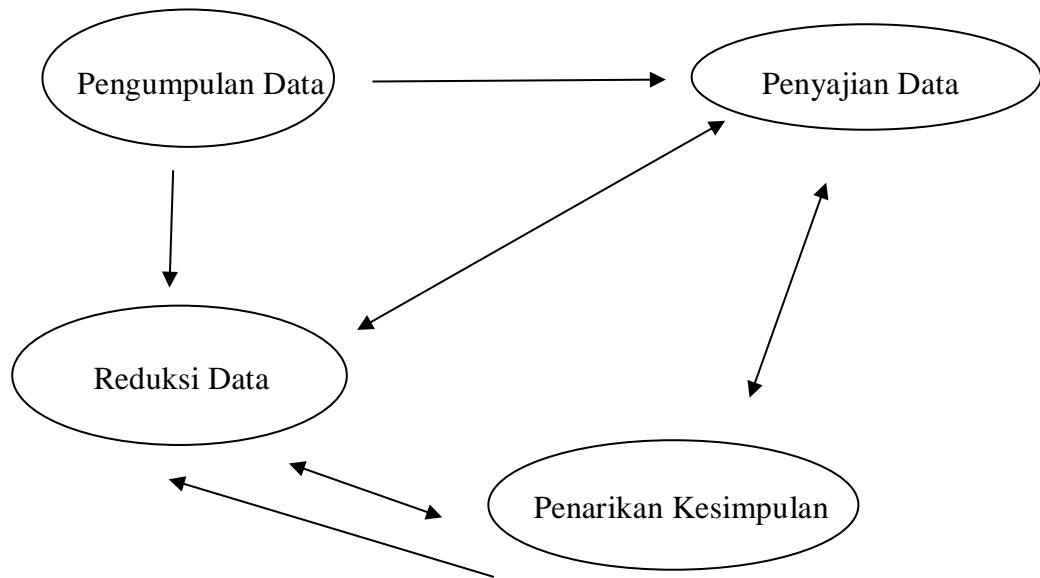 Pengumpulan Data
Penyajian Data
Reduksi Data
Penarikan Kesimpulan